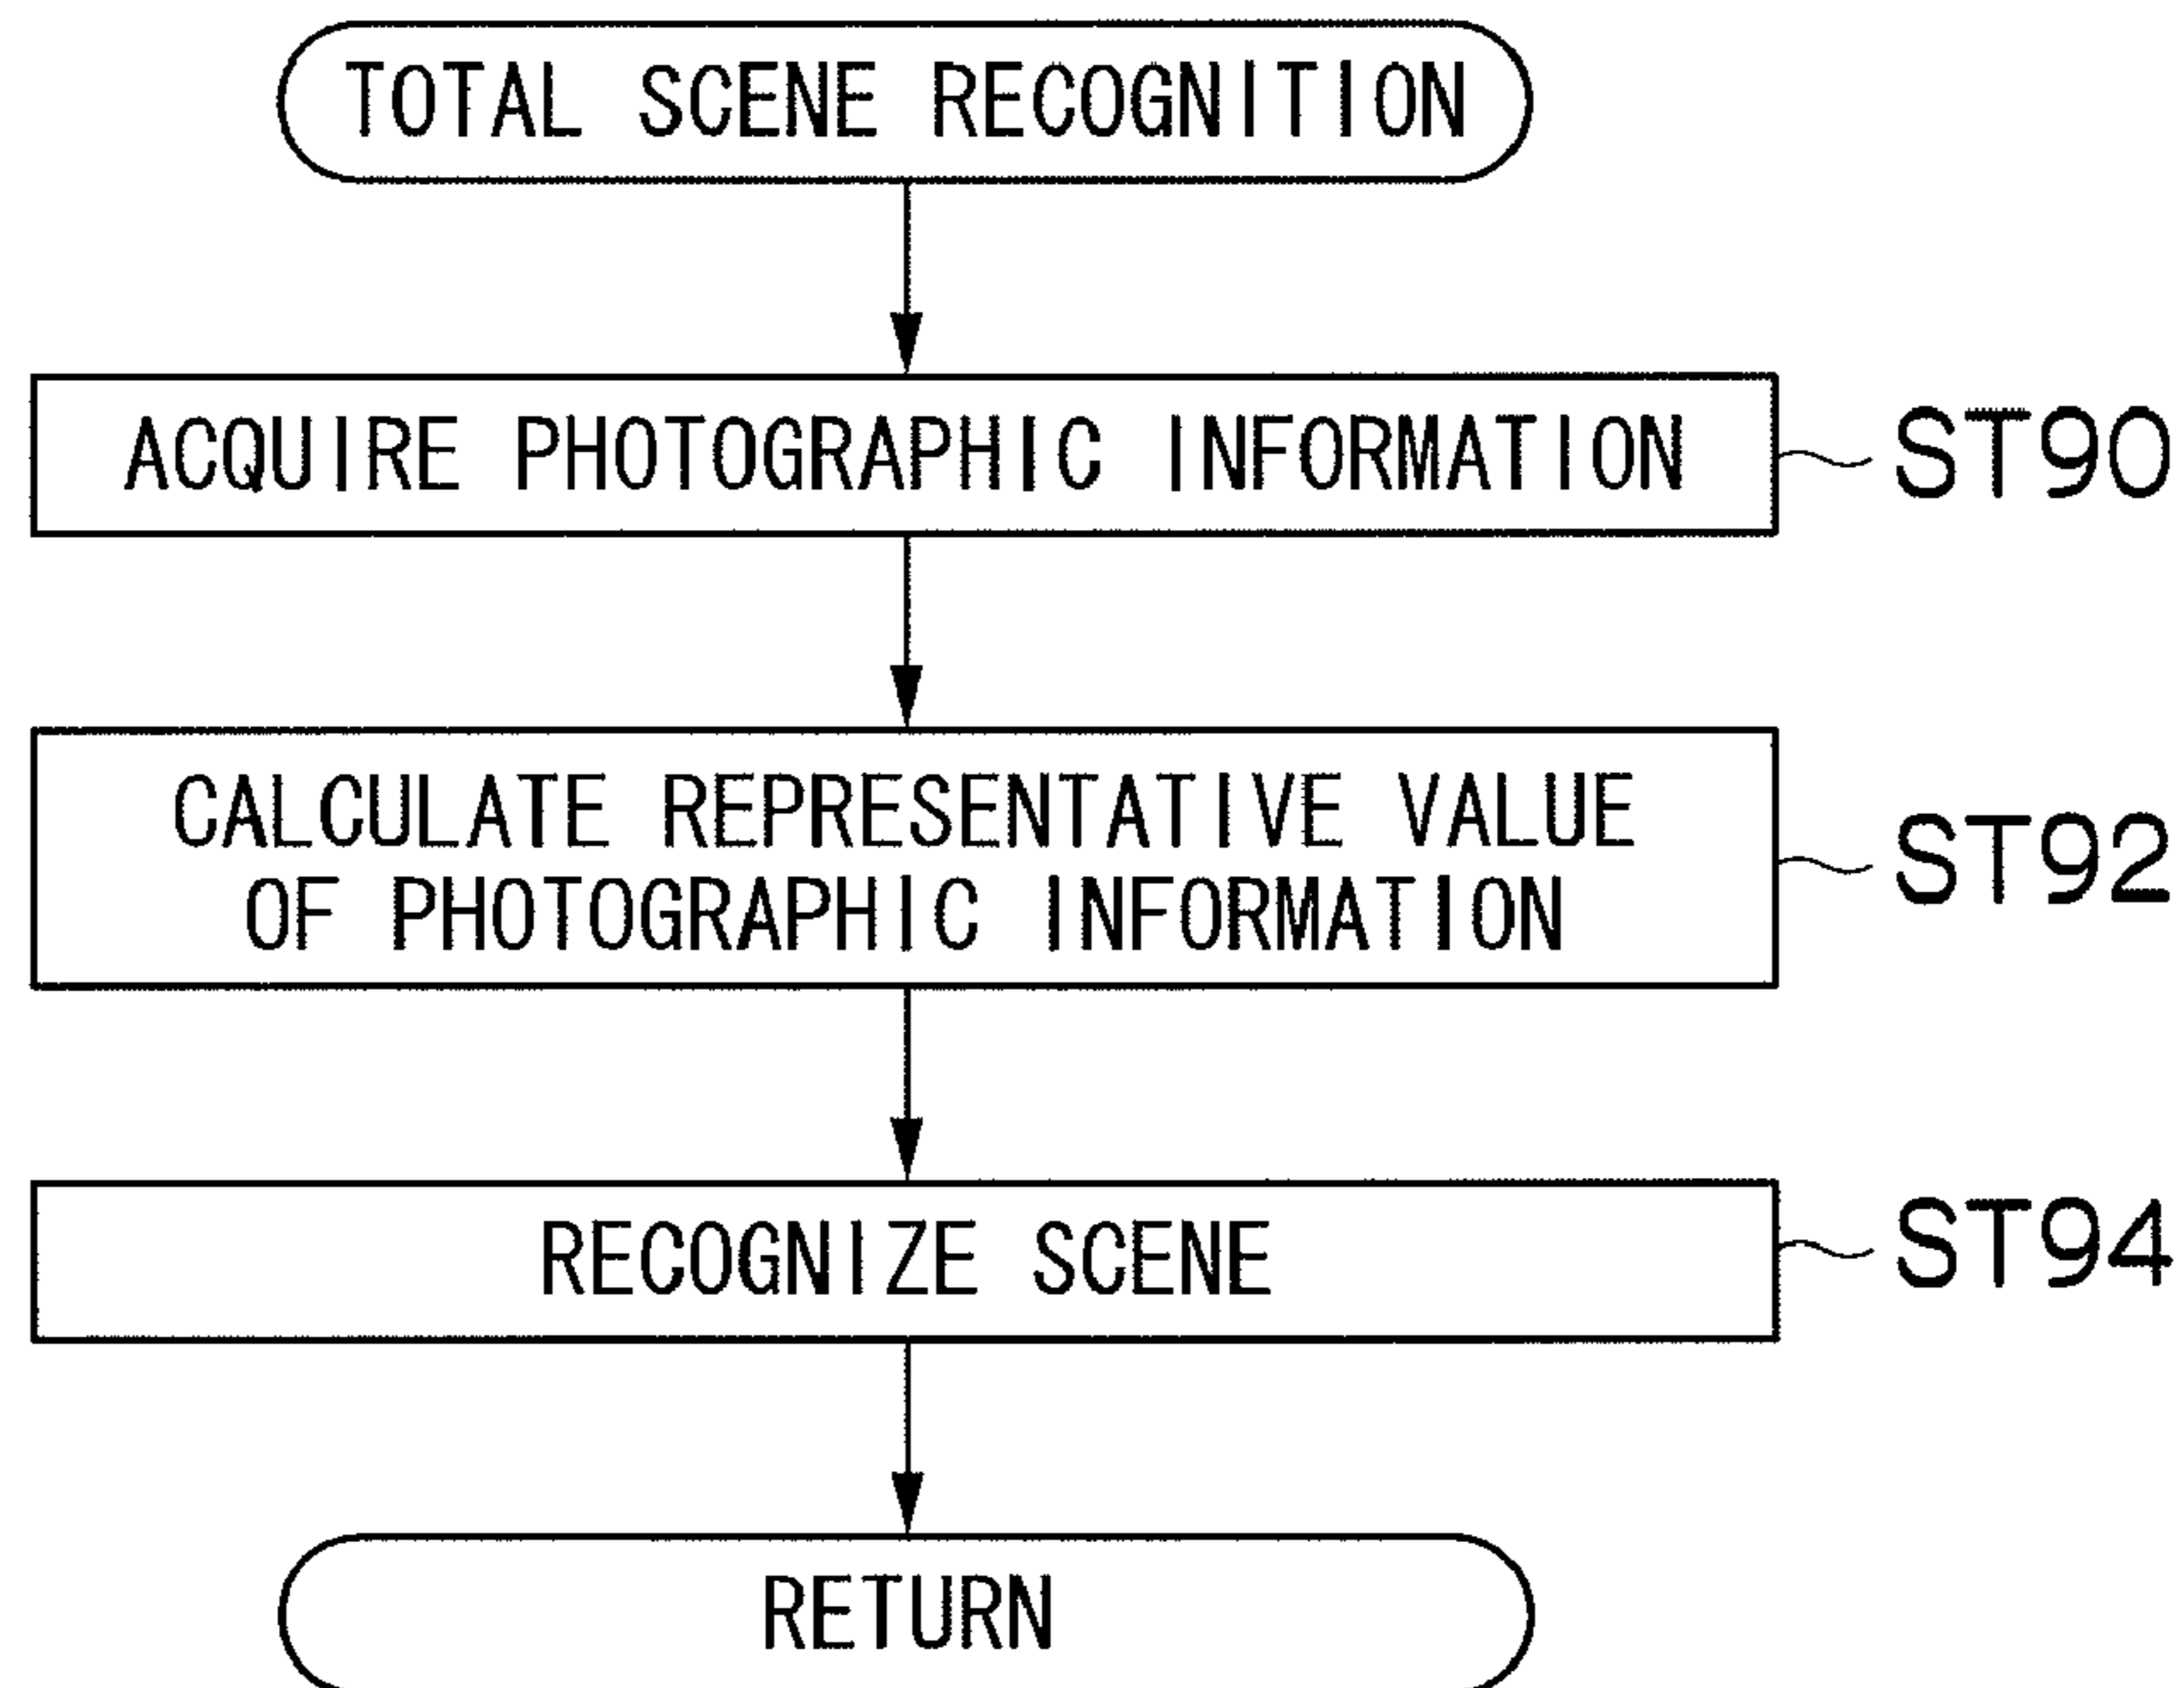 TOTAL SCENE RECOGNITION
ACQUIRE PHOTOGRAPHIC INFORMATION
ST90
CALCULATE REPRESENTATIVE VALUE
OF PHOTOGRAPHIC INFORMATION
ST92
RECOGNIZE SCENE
ST94
RETURN